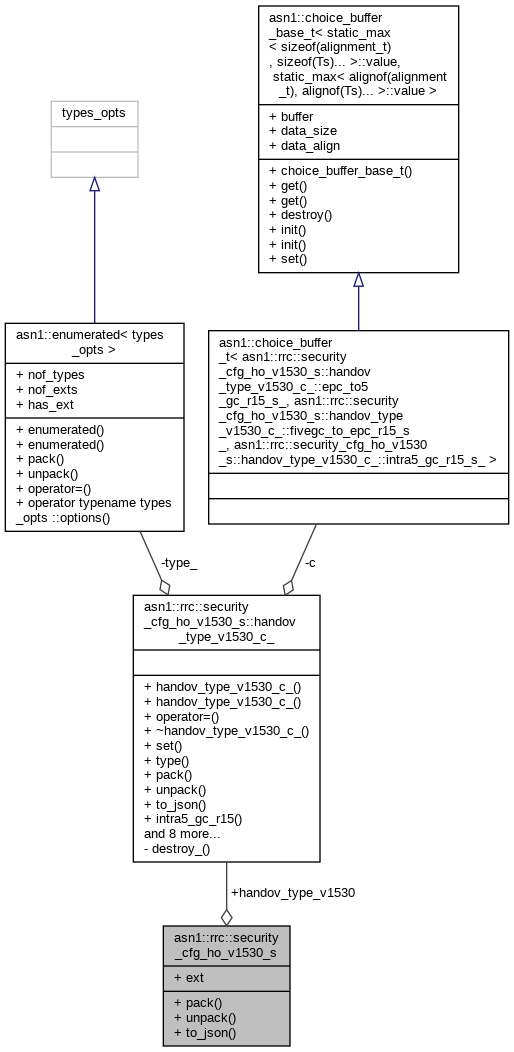 asn1::choice_buffer
_base_t< static_max
< sizeof(alignment_t)
, sizeof(Ts)... >::value,
static_max< alignof(alignment
_t), alignof(Ts)... >::value >
+ buffer
+ data_size
+ data_align
+ choice_buffer_base_t()
+ get()
+ get()
+ destroy()
+ init()
+ init()
+ set()
types_opts
asn1::enumerated< types
_opts >
+ nof_types
+ nof_exts
+ has_ext
+ enumerated()
+ enumerated()
+ pack()
+ unpack()
+ operator=()
+ operator typename types
_opts ::options()
asn1::choice_buffer
_t< asn1::rrc::security
_cfg_ho_v1530_s::handov
_type_v1530_c_::epc_to5
_gc_r15_s_, asn1::rrc::security
_cfg_ho_v1530_s::handov_type
_v1530_c_::fivegc_to_epc_r15_s
_, asn1::rrc::security_cfg_ho_v1530
_s::handov_type_v1530_c_::intra5_gc_r15_s_ >
-type_
-c
asn1::rrc::security
_cfg_ho_v1530_s::handov
_type_v1530_c_
+ handov_type_v1530_c_()
+ handov_type_v1530_c_()
+ operator=()
+ ~handov_type_v1530_c_()
+ set()
+ type()
+ pack()
+ unpack()
+ to_json()
+ intra5_gc_r15()
and 8 more...
- destroy_()
+handov_type_v1530
asn1::rrc::security
_cfg_ho_v1530_s
+ ext
+ pack()
+ unpack()
+ to_json()